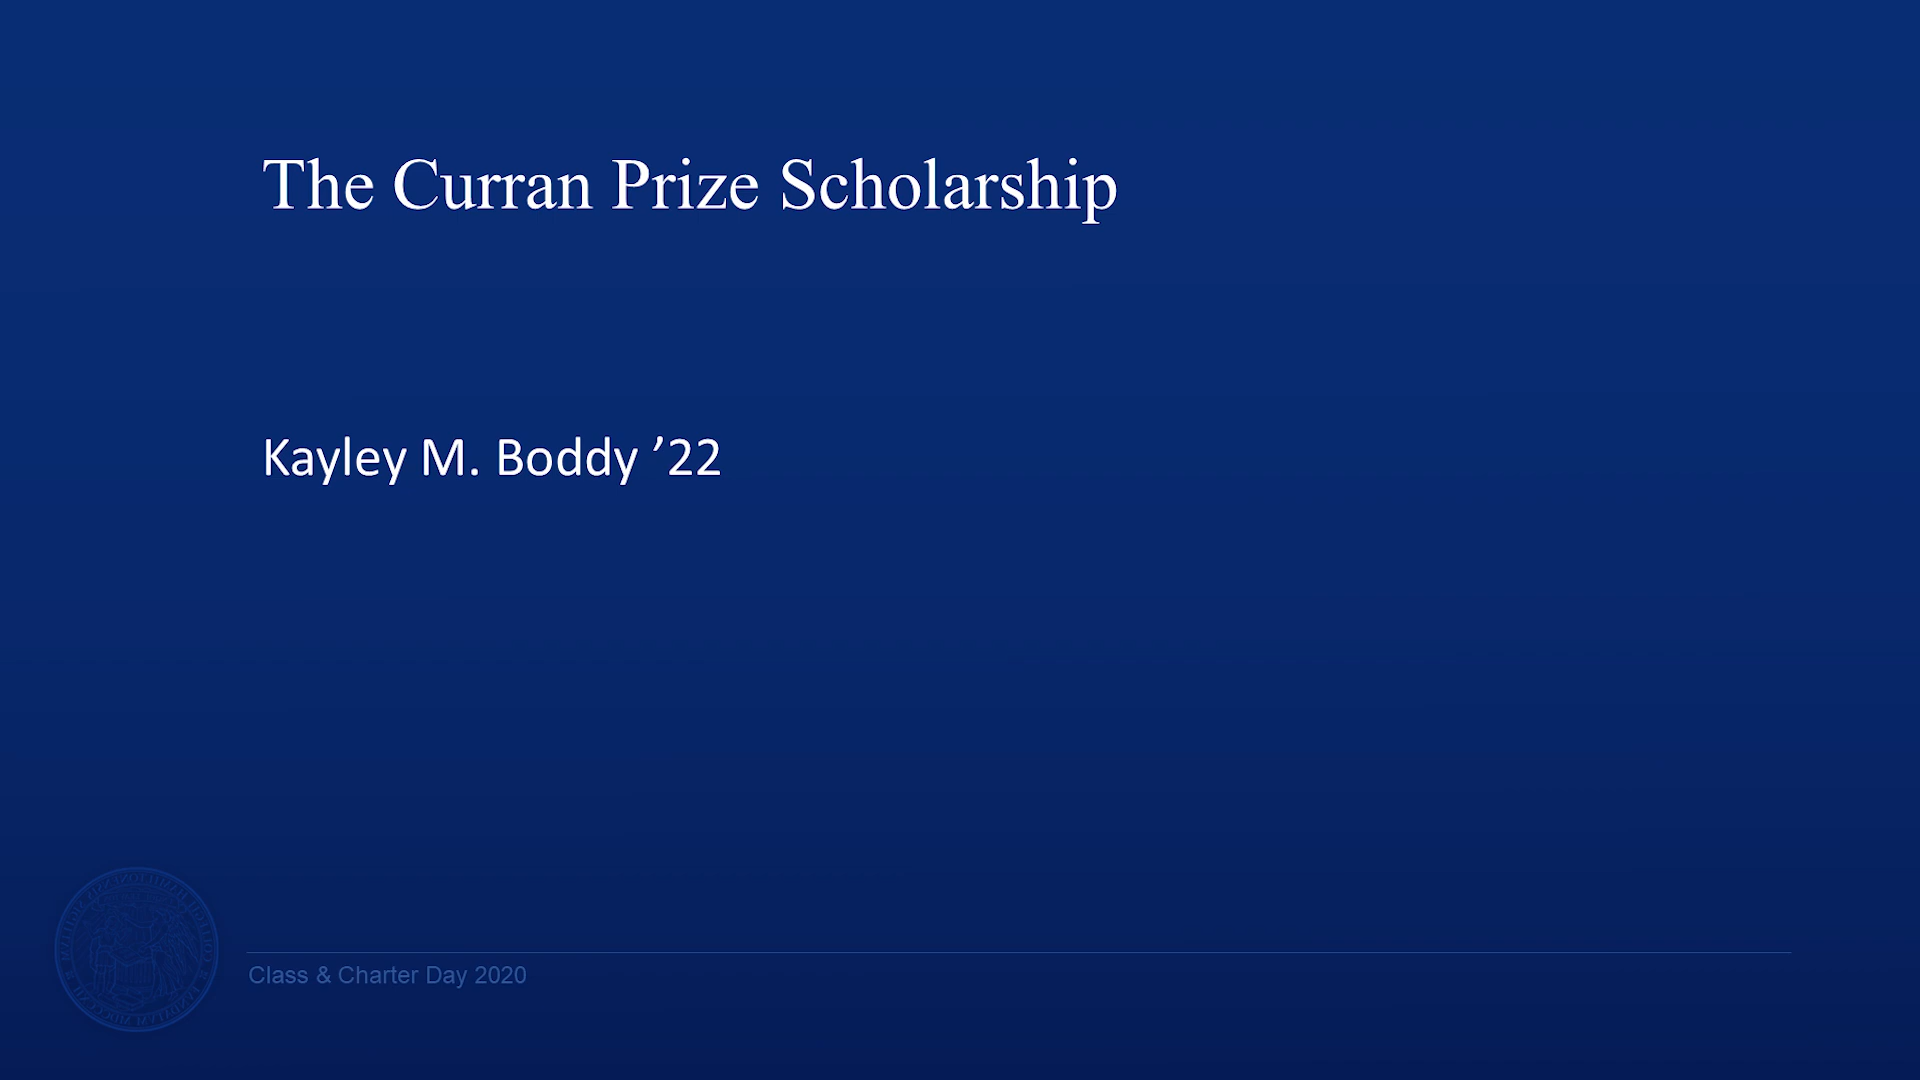 The Curran Prize Scholarship
Kayley M. Boddy ’22
Class & Charter Day 2020